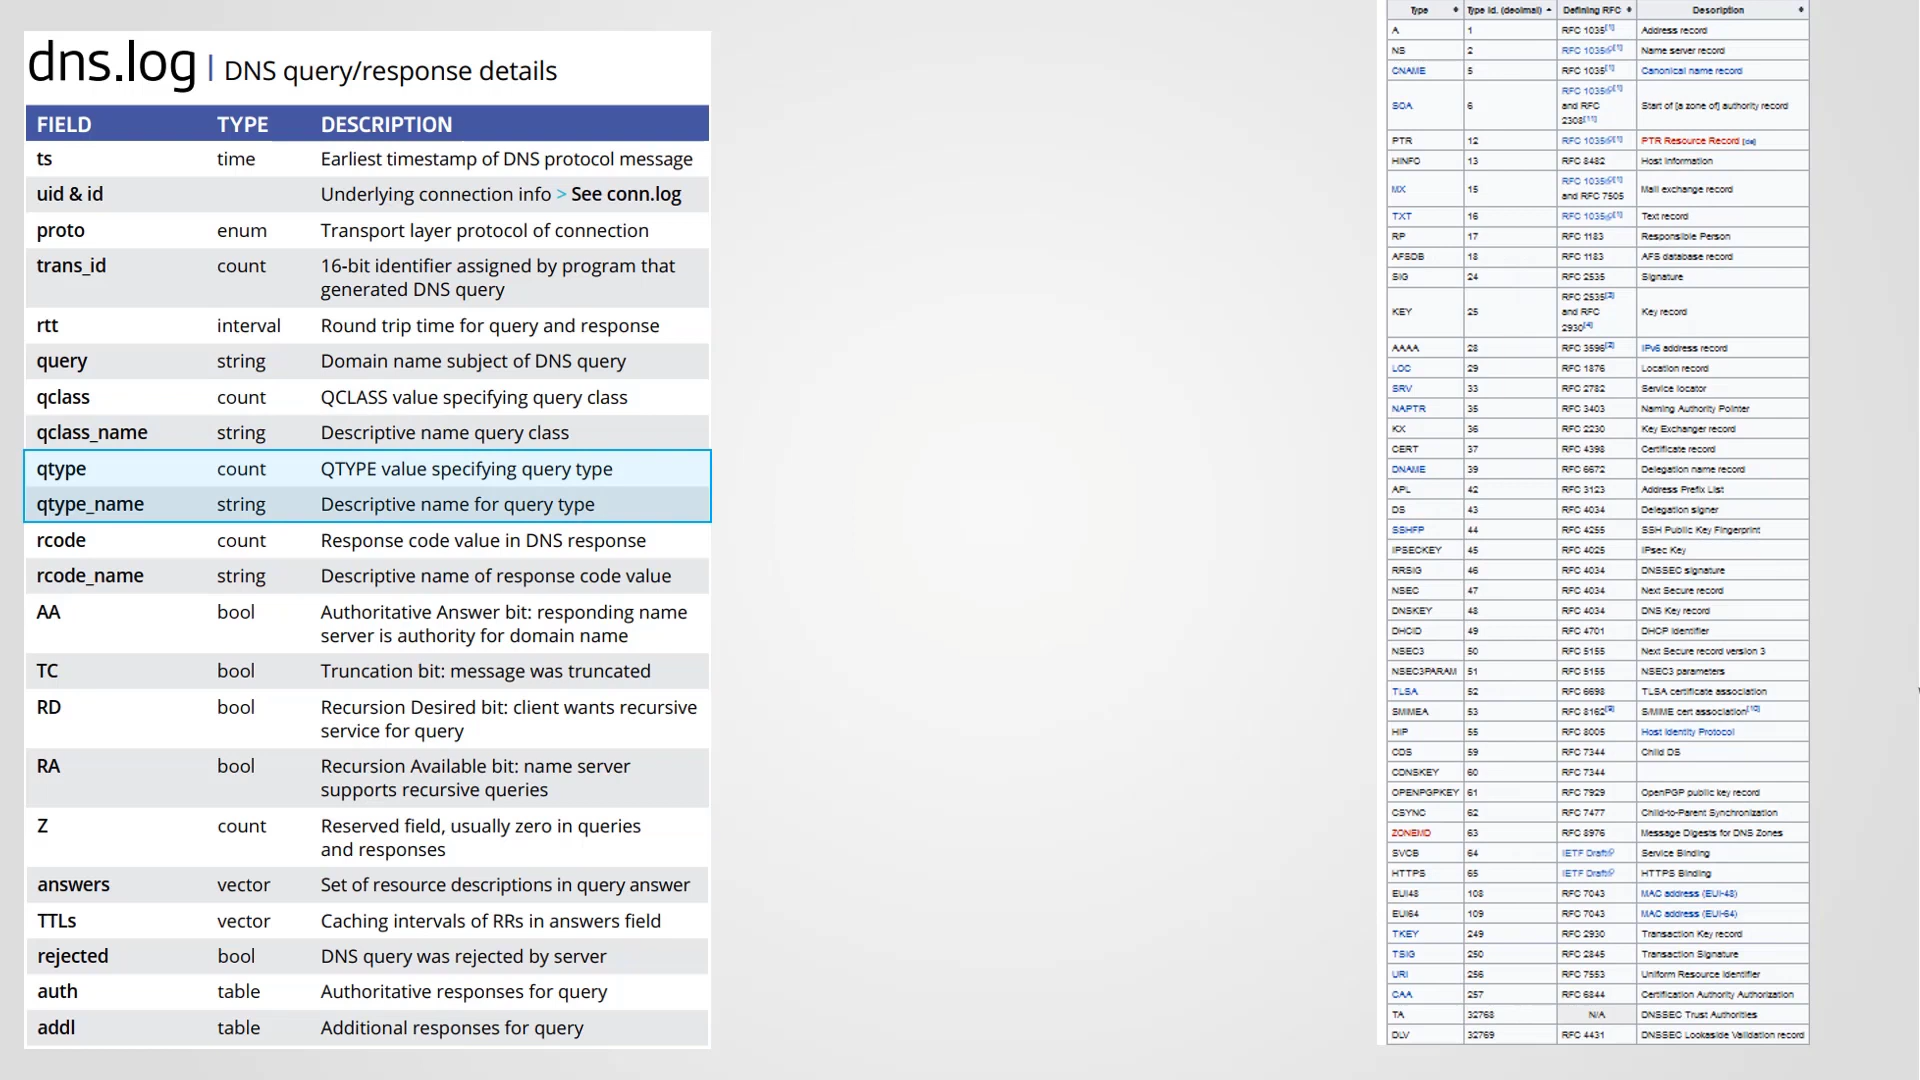 dns.log | DNS query/response details
FIELD TYPE DESCRIPTION
ts time Earliest timestamp of DNS protocol message
uid & id Underlying connection info > See conn.log
proto enum Transport layer protocol of connection
trans_id count 16-bit identifier assigned by program that
generated DNS query
rtt interval Round trip time for query and response
query string Domain name subject of DNS query
qclass count QCLASS value specifying query class
qclass_name string Descriptive name query class
qtype count QTYPE value specifying query type
qtype_name string Descriptive name for query type
rcode count Response code value in DNS response
rcode_name string Descriptive name of response code value
AA bool Authoritative Answer bit: responding name
server is authority for domain name
TC bool Truncation bit: message was truncated
RD bool Recursion Desired bit: client wants recursive
service for query
RA bool Recursion Available bit: name server
supports recursive queries
Z count Reserved field, usually zero in queries
and responses
answers vector Set of resource descriptions in query answer
TTLs vector Caching intervals of RRs in answers field
rejected bool DNS query was rejected by server
auth table Authoritative responses for query
addl table Additional responses for query
Type Type id. (decimal) Defining RFC Description
A 1 RFC 1035[1] Address record
NS 2 RFC 1035[1] Name server record
CNAME 5 RFC 1035[1] Canonical name record
SOA 6 RFC 1035[1]
and RFC
2308[11] Start of [a zone of] authority record
PTR 12 RFC 1035[1] PTR Resource Record [de]
HINFO 13 RFC 8482 Host Information
MX 15 RFC 1035[1]
and RFC 7505 Mail exchange record
TXT 16 RFC 1035[1] Text record
RP 17 RFC 1183 Responsible Person
AFSDB 18 RFC 1183 AFS database record
SIG 24 RFC 2535 Signature
KEY 25 RFC 2535[3]
and RFC
2930[4] Key record
AAAA 28 RFC 3596[2] IPv6 address record
LOC 29 RFC 1876 Location record
SRV 33 RFC 2782 Service locator
NAPTR 35 RFC 3403 Naming Authority Pointer
KX 36 RFC 2230 Key Exchanger record
CERT 37 RFC 4398 Certificate record
DNAME 39 RFC 6672 Delegation name record
APL 42 RFC 3123 Address Prefix List
DS 43 RFC 4034 Delegation signer
SSHFP 44 RFC 4255 SSH Public Key Fingerprint
IPSECKEY 45 RFC 4025 IPsec Key
RRSIG 46 RFC 4034 DNSSEC signature
NSEC 47 RFC 4034 Next Secure record
DNSKEY 48 RFC 4034 DNS Key record
DHCID 49 RFC 4701 DHCP identifier
NSEC3 50 RFC 5155 Next Secure record version 3
NSEC3PARAM 51 RFC 5155 NSEC3 parameters
TLSA 52 RFC 6698 TLSA certificate association
SMIMEA 53 RFC 8162[9] S/MIME cert association[10]
HIP 55 RFC 8005 Host Identity Protocol
CDS 59 RFC 7344 Child DS
CDNSKEY 60 RFC 7344
OPENPGPKEY 61 RFC 7929 OpenPGP public key record
CSYNC 62 RFC 7477 Child-to-Parent Synchronization
ZONEMD 63 RFC 8976 Message Digests for DNS Zones
SVCB 64 IETF Draft Service Binding
HTTPS 65 IETF Draft HTTPS Binding
EUI48 108 RFC 7043 MAC address (EUI-48)
EUI64 109 RFC 7043 MAC address (EUI-64)
TKEY 249 RFC 2930 Transaction Key record
TSIG 250 RFC 2845 Transaction Signature
URI 256 RFC 7553 Uniform Resource Identifier
CAA 257 RFC 6844 Certification Authority Authorization
TA 32768 N/A DNSSEC Trust Authorities
DLV 32769 RFC 4431 DNSSEC Lookaside Validation record